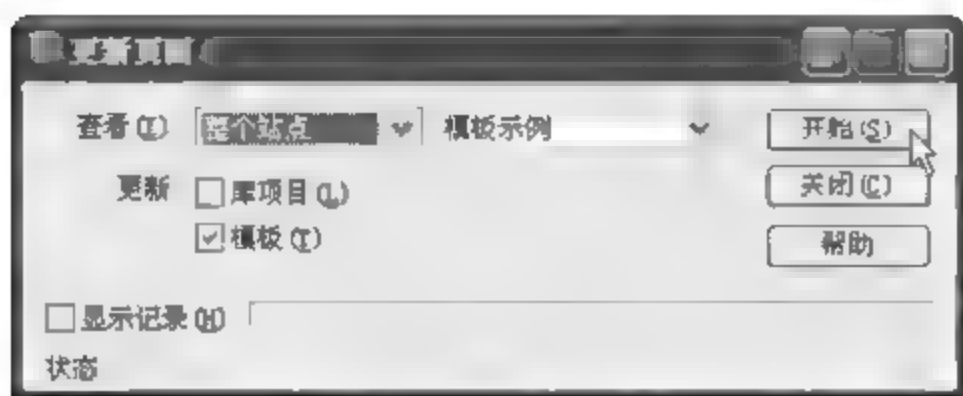 更新页面
查看(I) 整个站点 模板示例 开始(S)
更新 库项目(L) 关闭(C)
模板(T) 帮助
显示记录(H)
状态